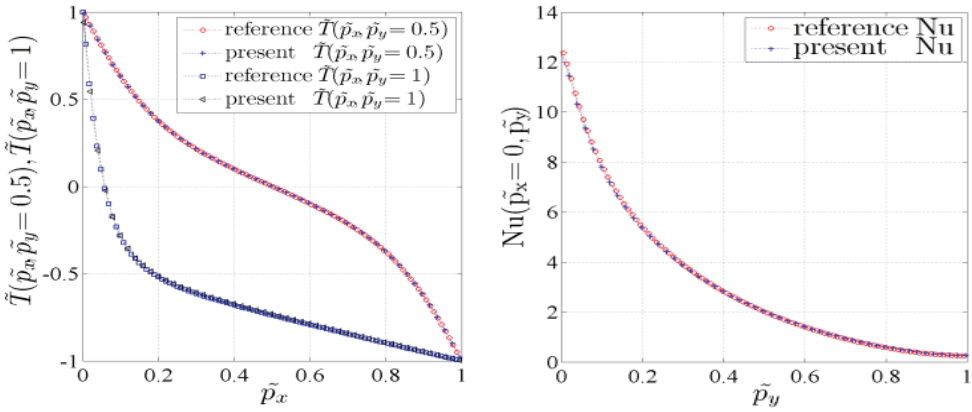 T̃(p̃x,p̃y=0.5),T̃(p̃x,p̃y=1)
1
0.5
0
-0.5
-1
reference T̃(p̃x,p̃y=0.5)
present T̃(p̃x,p̃y=0.5)
reference T̃(p̃x,p̃y=1)
present T̃(p̃x,p̃y=1)
0 0.2 0.4 0.6 0.8 1
p̃x
Nu(p̃x=0,p̃y)
14
12
10
8
6
4
2
0
reference Nu
present Nu
0 0.2 0.4 0.6 0.8 1
p̃y